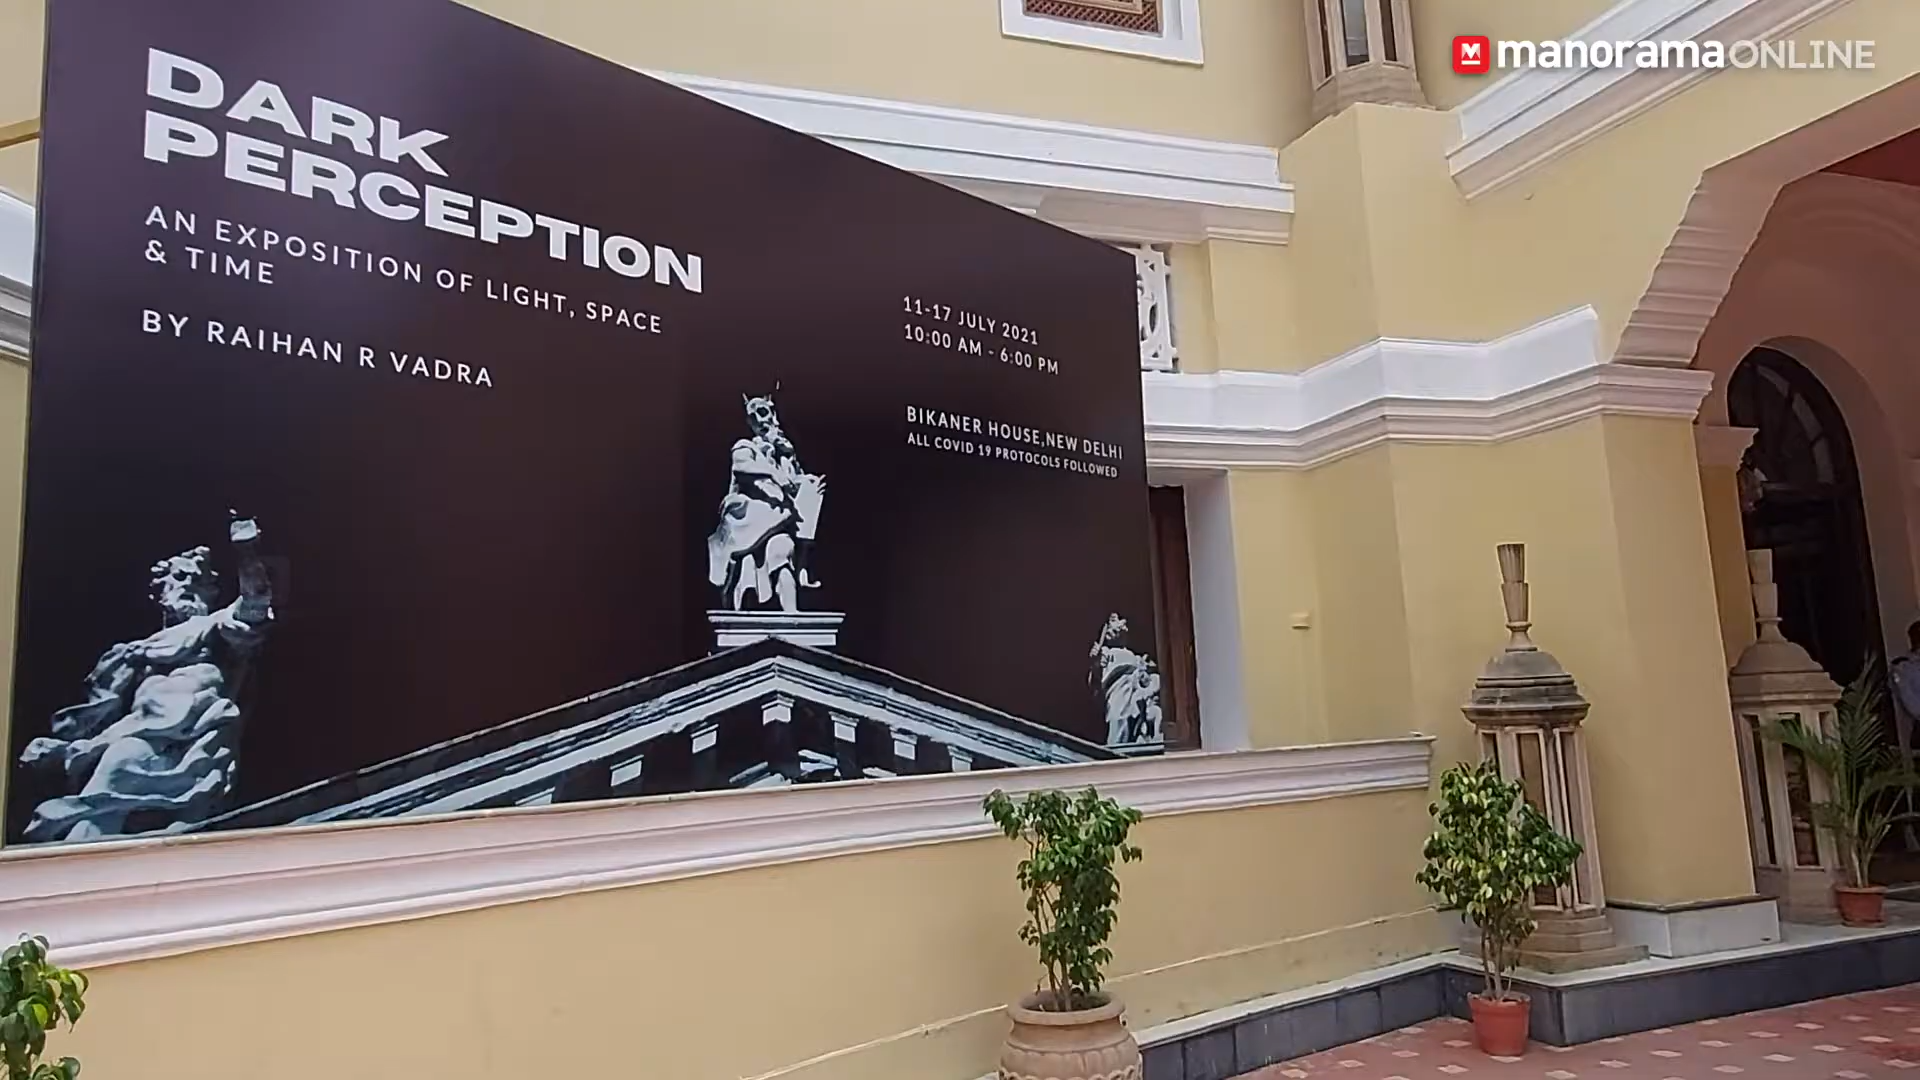 manoramaONLINE
DARK
PERCEPTION
AN EXPOSITION OF LIGHT, SPACE
& TIME
BY RAIHAN R VADRA
11-17 JULY 2021
10:00 AM - 6:00 PM
BIKANER HOUSE,NEW DELHI
ALL COVID 19 PROTOCOLS FOLLOWED